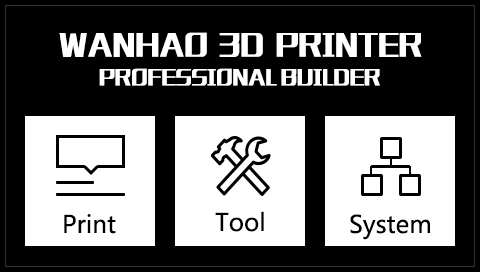 WANHAO 3D PRINTER
PROFESSIONAL BUILDER
Print
Tool
System